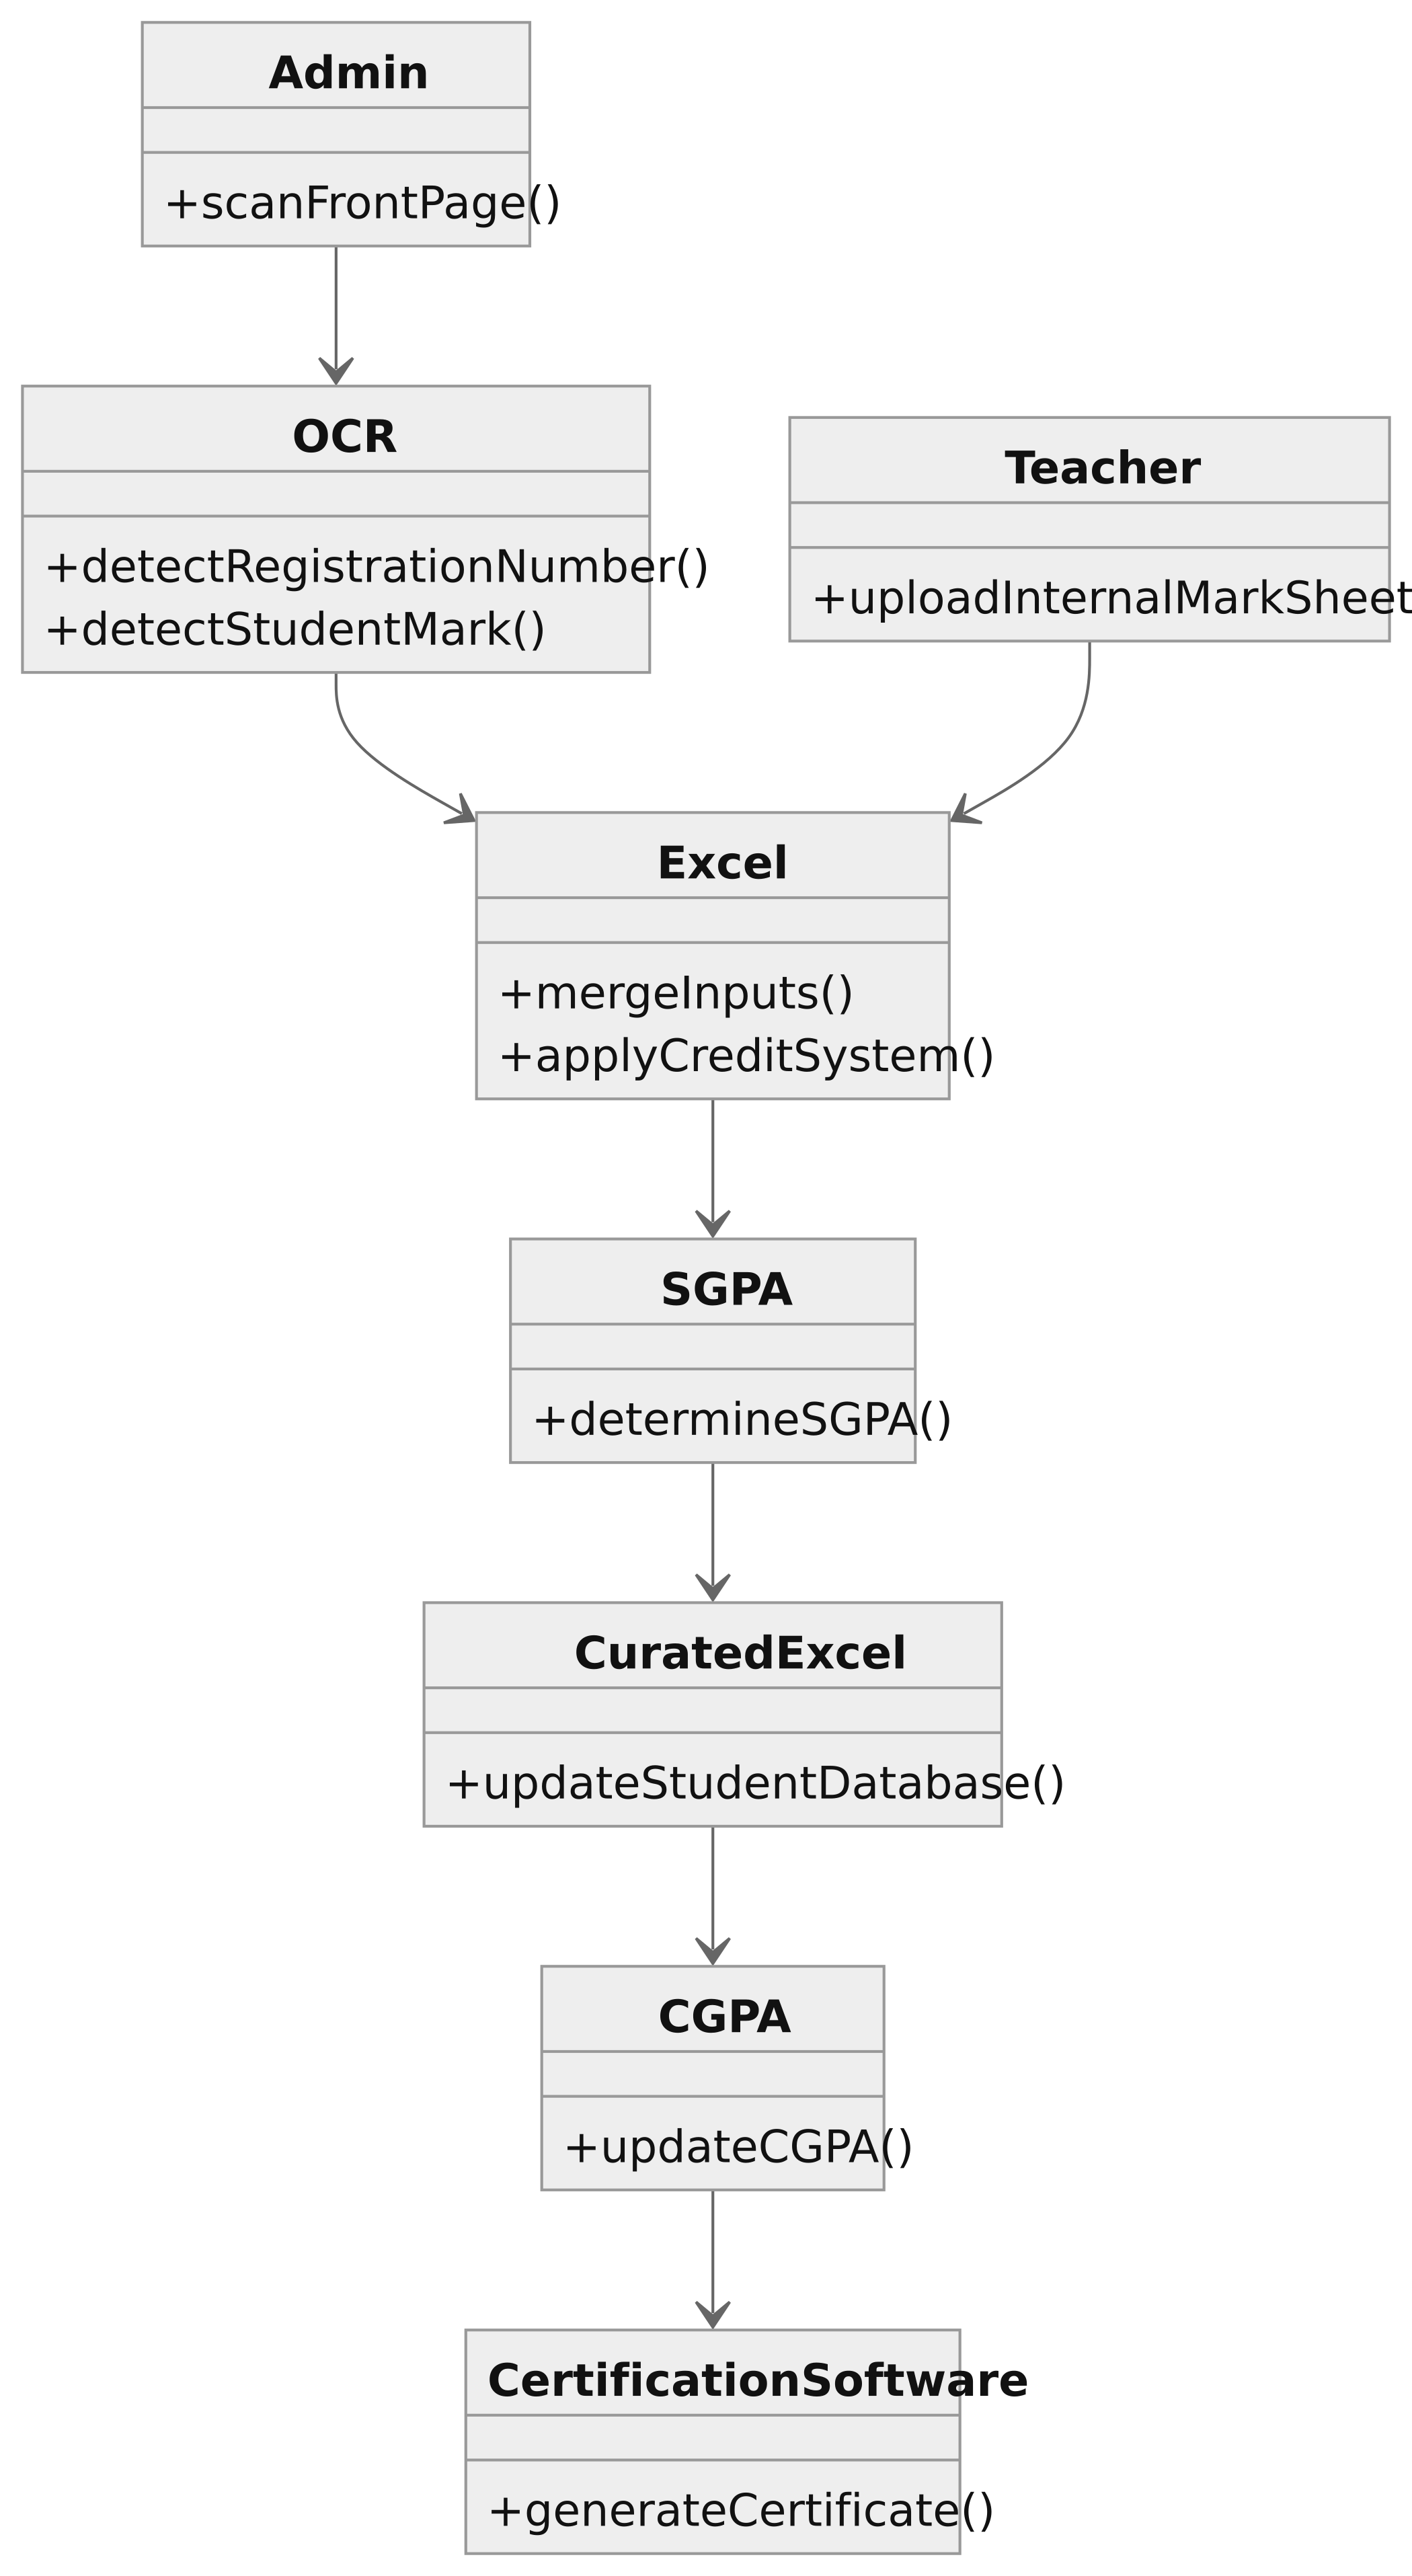 Admin
+scanFrontPage()
OCR
+detectRegistrationNumber()
+detectStudentMark()
Teacher
+uploadInternalMarkSheet
Excel
+mergeInputs()
+applyCreditSystem()
SGPA
+determineSGPA()
CuratedExcel
+updateStudentDatabase()
CGPA
+updateCGPA()
CertificationSoftware
+generateCertificate()